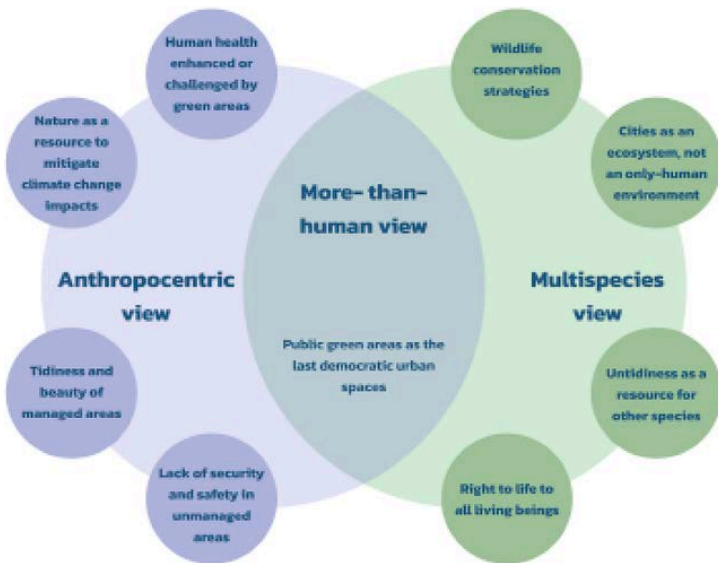 Human health
enhanced or
challenged by
green areas
Nature as a
resource to
mitigate
climate change
impacts
Anthropocentric
view
Tidiness and
beauty of
managed areas
Lack of security
and safety in
unmanaged
areas
More- than-
human view
Public green areas as the
last democratic urban
spaces
Wildlife
conservation
strategies
Cities as an
ecosystem, not
an only-human
environment
Multispecies
view
Untidiness as a
resource for
other species
Right to life to
all living beings